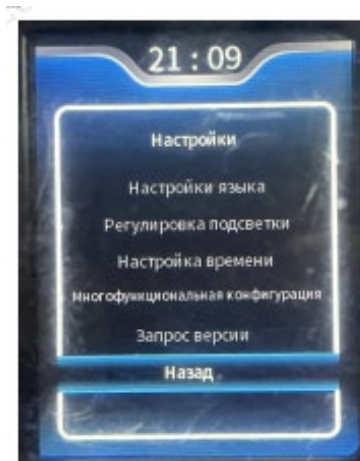 21 : 09
Настройки
Настройки языка
Регулировка подсветки
Настройка времени
Многофункциональная конфигурация
Запрос версии
Назад